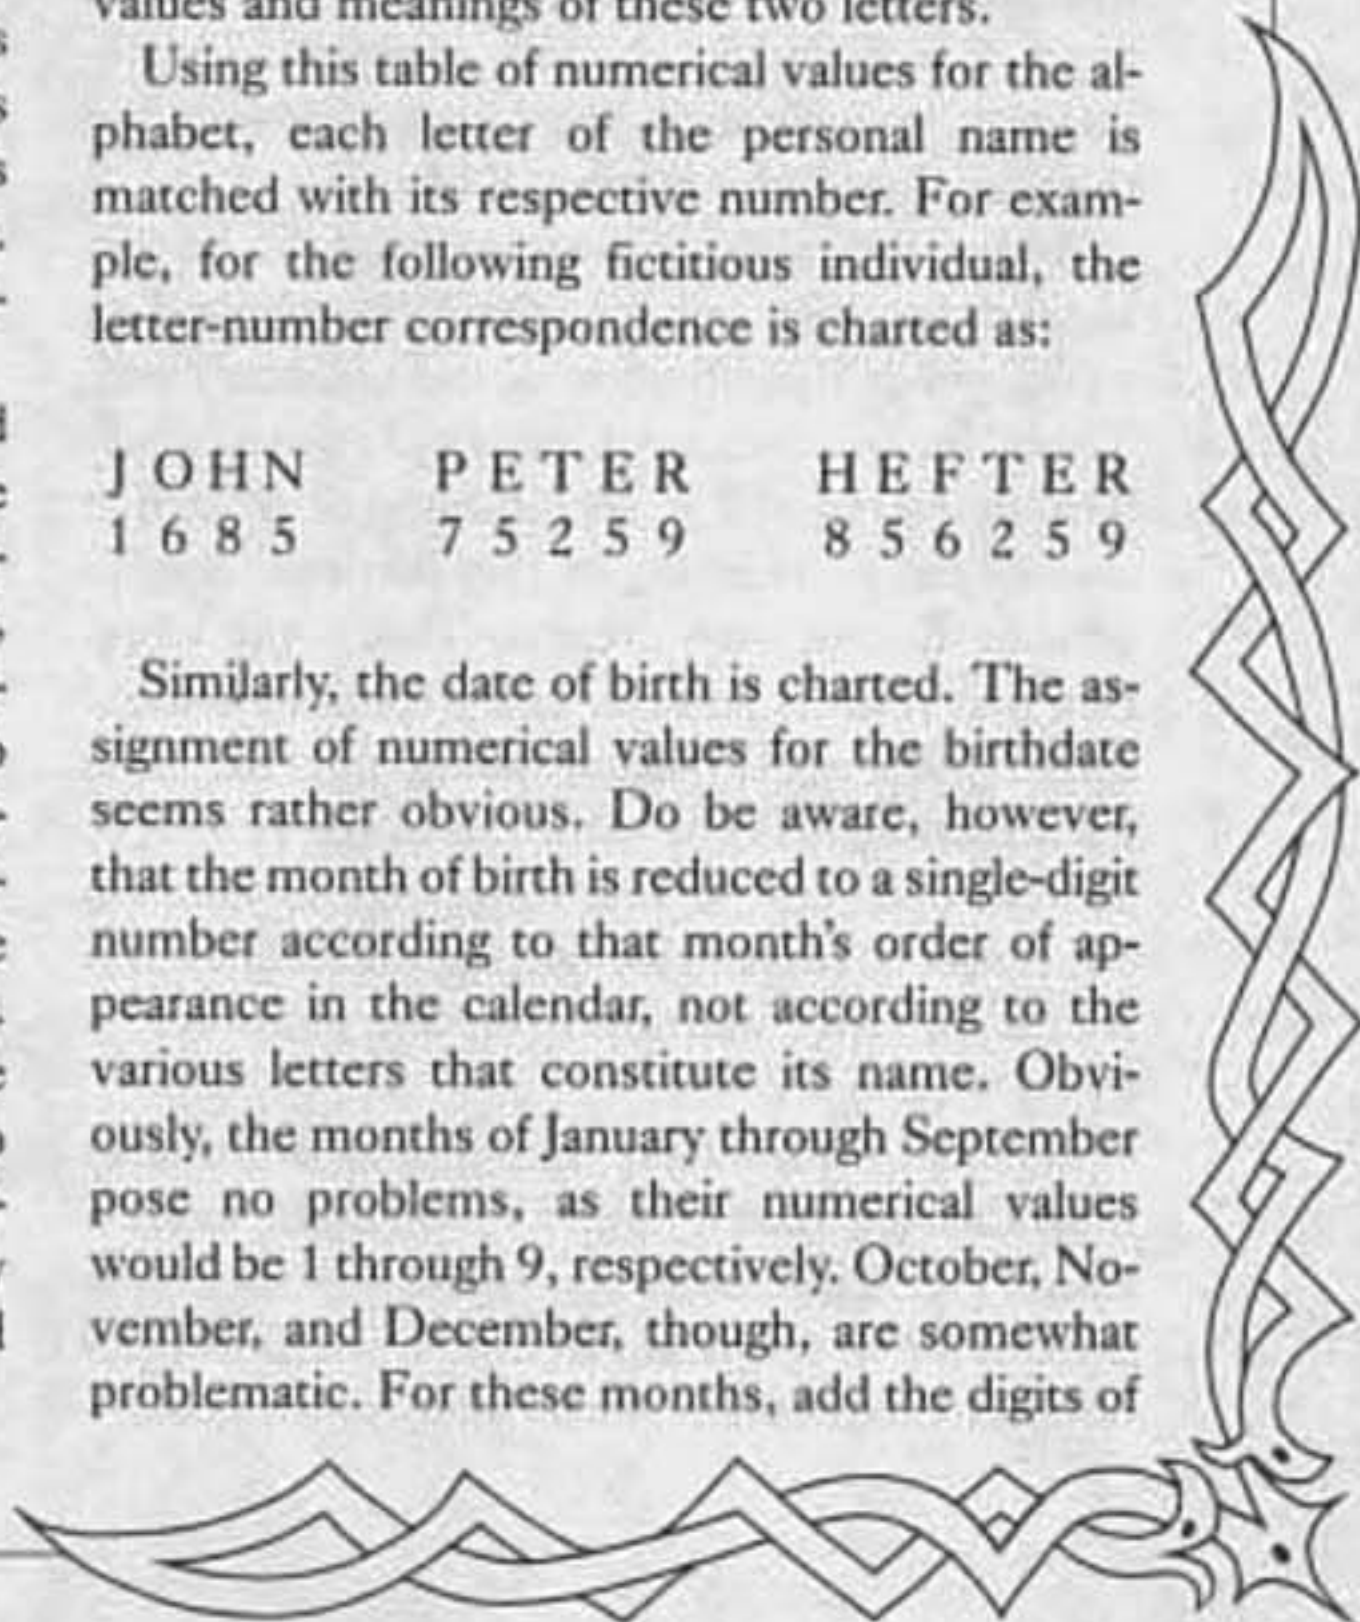 values and meanings of these two letters.
Using this table of numerical values for the al-
phabet, each letter of the personal name is
matched with its respective number. For exam-
ple, for the following fictitious individual, the
letter-number correspondence is charted as:
J O H N P E T E R H E F T E R
1 6 8 5 7 5 2 5 9 8 5 6 2 5 9
Similarly, the date of birth is charted. The as-
signment of numerical values for the birthdate
seems rather obvious. Do be aware, however,
that the month of birth is reduced to a single-digit
number according to that month's order of ap-
pearance in the calendar, not according to the
various letters that constitute its name. Obvi-
ously, the months of January through September
pose no problems, as their numerical values
would be 1 through 9, respectively. October, No-
vember, and December, though, are somewhat
problematic. For these months, add the digits of